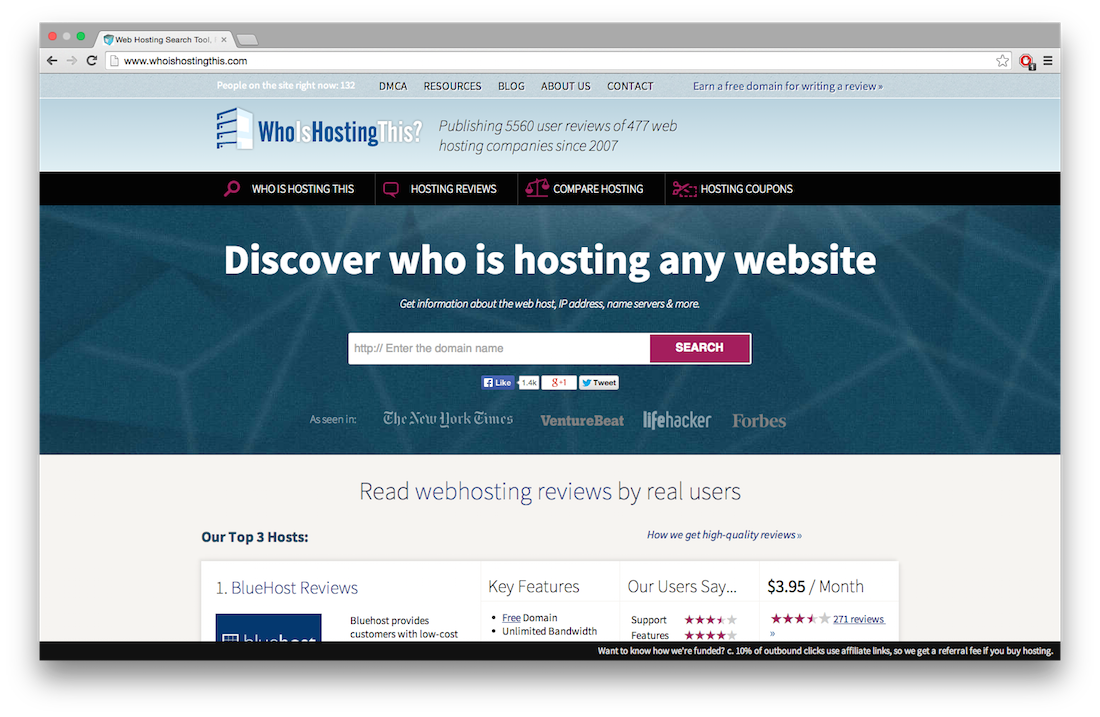 Web Hosting Search Tool,
www.whoishostingthis.com
1
People on the site right now: 132
DMCA RESOURCES BLOG ABOUT US CONTACT
Earn a free domain for writing a review »
WhoIsHostingThis?
Publishing 5560 user reviews of 477 web
hosting companies since 2007
WHO IS HOSTING THIS HOSTING REVIEWS COMPARE HOSTING HOSTING COUPONS
Discover who is hosting any website
Get information about the web host, IP address, name servers & more.
http:// Enter the domain name SEARCH
Like 1.4k g+1 Tweet
As seen in: The New York Times VentureBeat lifehacker Forbes
Read webhosting reviews by real users
Our Top 3 Hosts:
How we get high-quality reviews »
1. BlueHost Reviews
bluehost
Bluehost provides
customers with low-cost
Key Features
• Free Domain
• Unlimited Bandwidth
Our Users Say...
Support
Features
$3.95 / Month
271 reviews
»
Want to know how we're funded? c. 10% of outbound clicks use affiliate links, so we get a referral fee if you buy hosting.